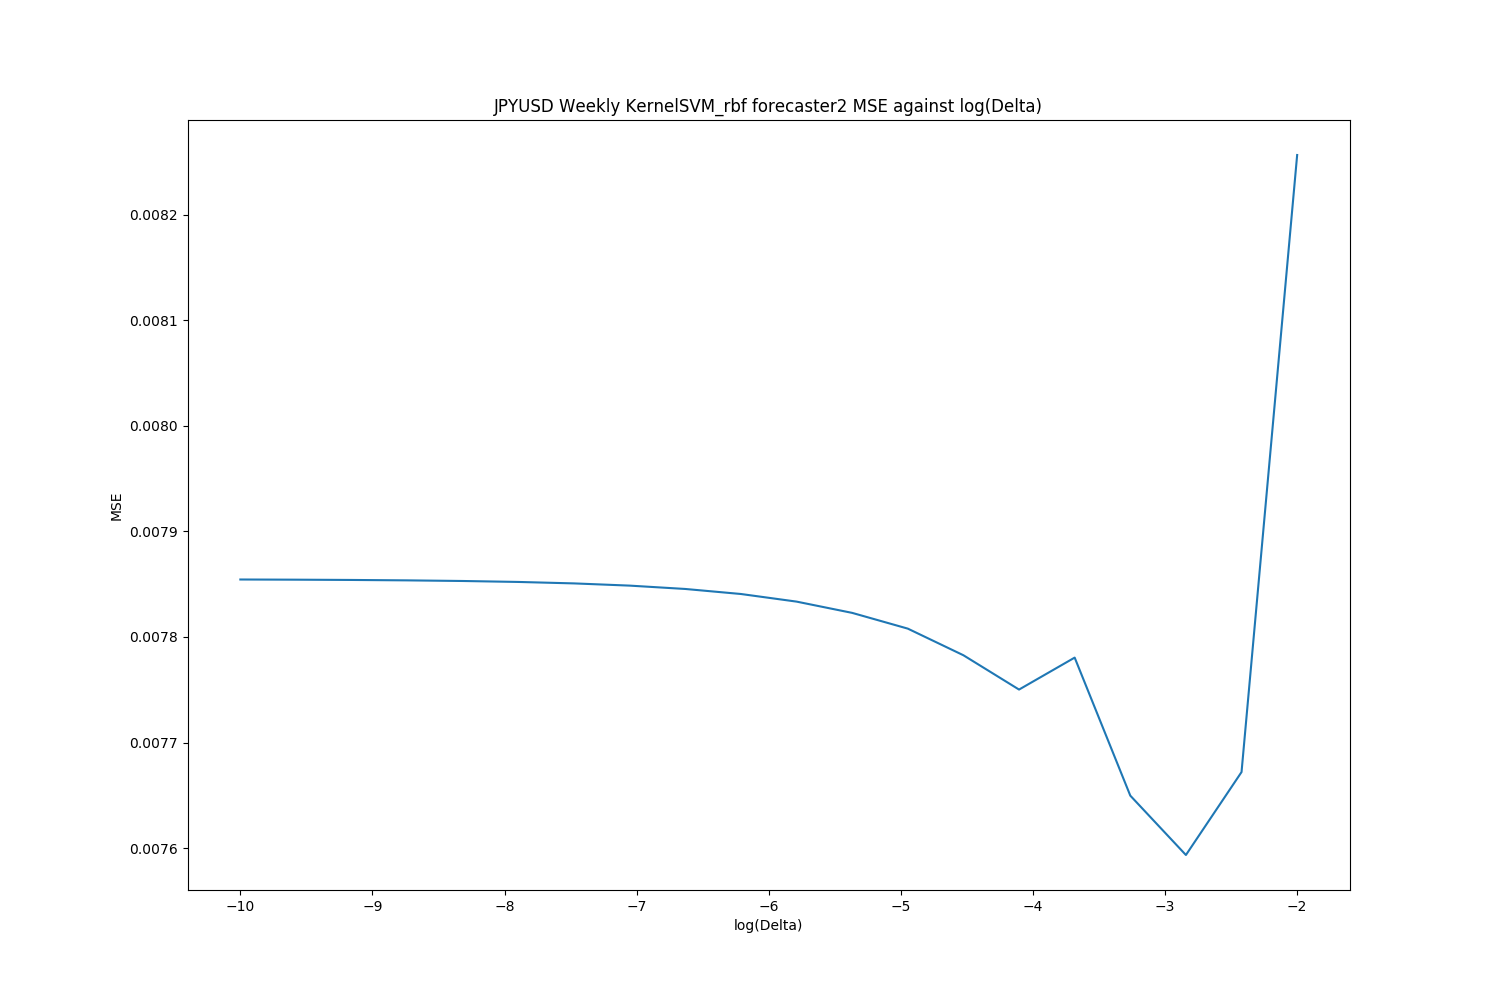 JPYUSD Weekly KernelSVM_rbf forecaster2 MSE against log(Delta)
0.0082
0.0081
0.0080
0.0079
0.0078
0.0077
0.0076
MSE
−10 −9 −8 −7 −6 −5 −4 −3 −2
log(Delta)